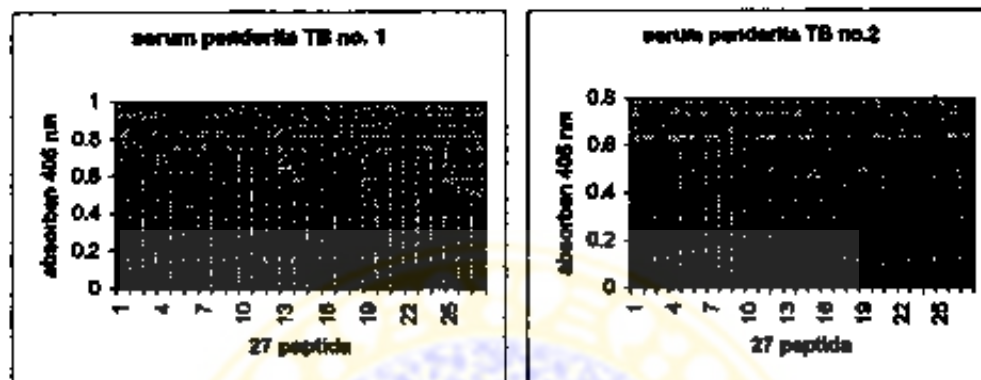 serum penderita TB no. 1
absorben 405 nm
1
0.8
0.6
0.4
0.2
0
1 4 7 10 13 16 19 22 25
27 peptida
serum penderita TB no.2
absorben 405 nm
0.8
0.6
0.4
0.2
0
1 4 7 10 13 16 19 22 25
27 peptida